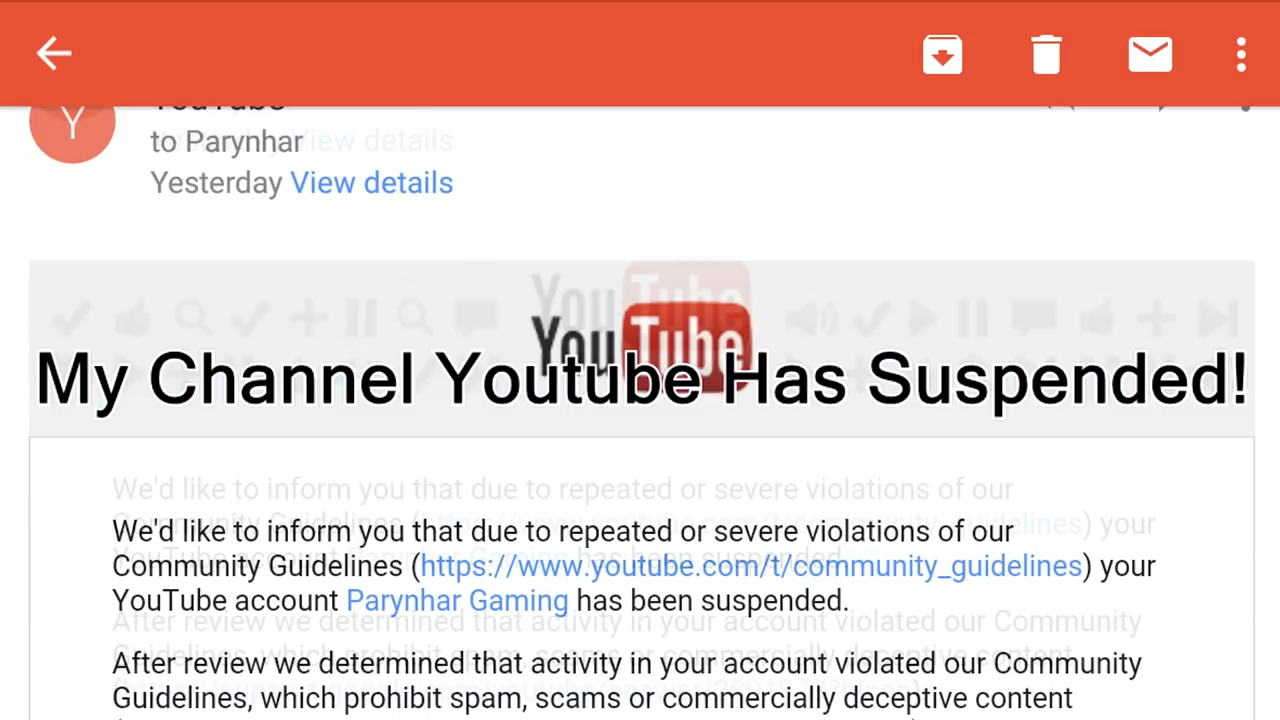 YouTube
Y
to Parynhar
Yesterday View details
YouTube
My Channel Youtube Has Suspended!
We'd like to inform you that due to repeated or severe violations of our
Community Guidelines (https://www.youtube.com/t/community_guidelines) your
YouTube account Parynhar Gaming has been suspended.
After review we determined that activity in your account violated our Community
Guidelines, which prohibit spam, scams or commercially deceptive content